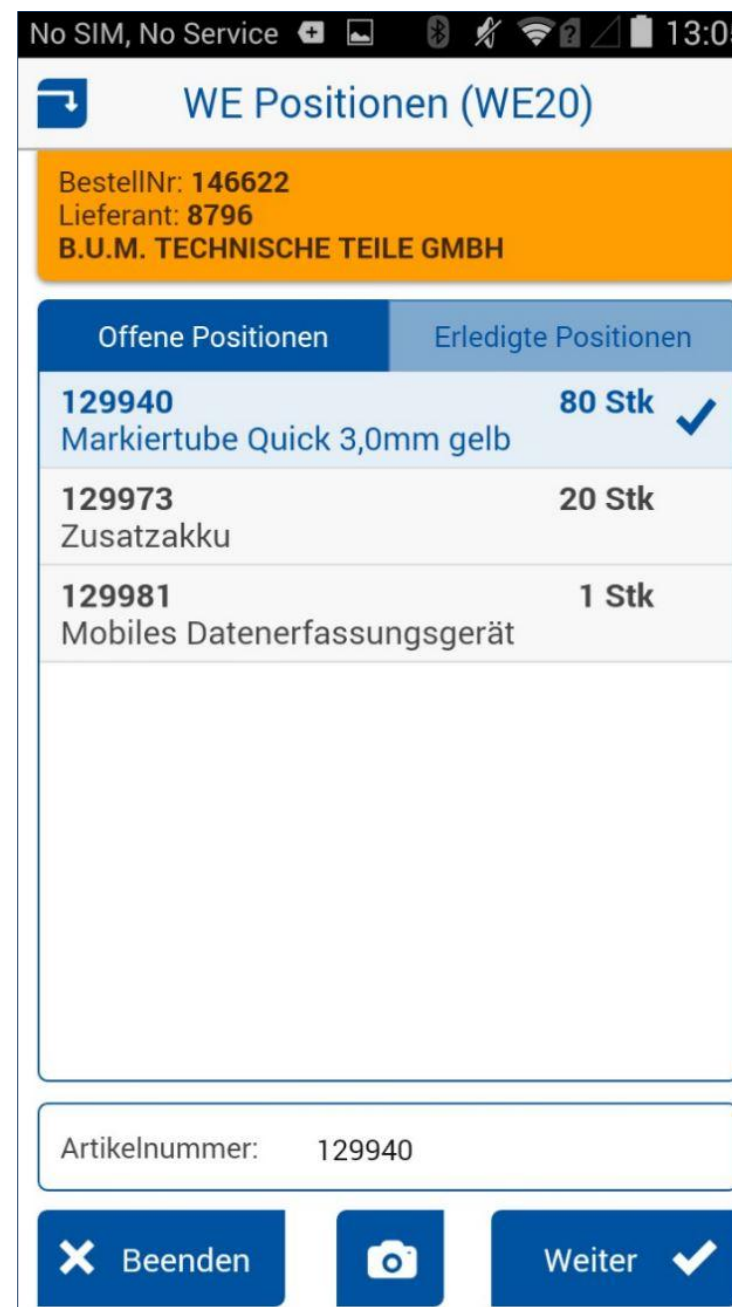 No SIM, No Service 13:0
WE Positionen (WE20)
BestellNr: 146622
Lieferant: 8796
B.U.M. TECHNISCHE TEILE GMBH
Offene Positionen Erledigte Positionen
129940 80 Stk
Markiertube Quick 3,0mm gelb
129973 20 Stk
Zusatzakku
129981 1 Stk
Mobiles Datenerfassungsgerät
Artikelnummer: 129940
Beenden Weiter